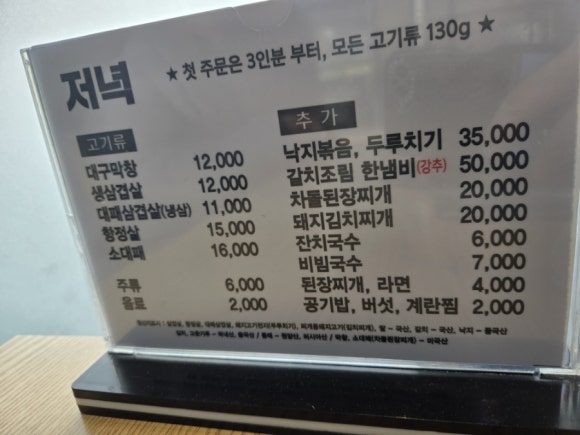 저녁
★ 첫 주문은 3인분 부터, 모든 고기류 130g ★
고기류
대구막창 12,000
생삼겹살 12,000
대패삼겹살(냉삼) 11,000
항정살 15,000
소대패 16,000
주류 6,000
음료 2,000
추 가
낙지볶음, 두루치기 35,000
갈치조림 한냄비(강추) 50,000
차돌된장찌개 20,000
돼지김치찌개 20,000
잔치국수 6,000
비빔국수 7,000
된장찌개, 라면 4,000
공기밥, 버섯, 계란찜 2,000